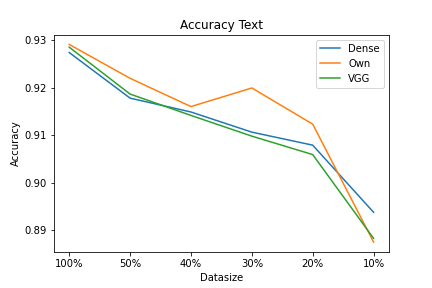 Accuracy Text
Dense
Own
VGG
0.93
0.92
0.91
0.90
0.89
Accuracy
100% 50% 40% 30% 20% 10%
Datasize